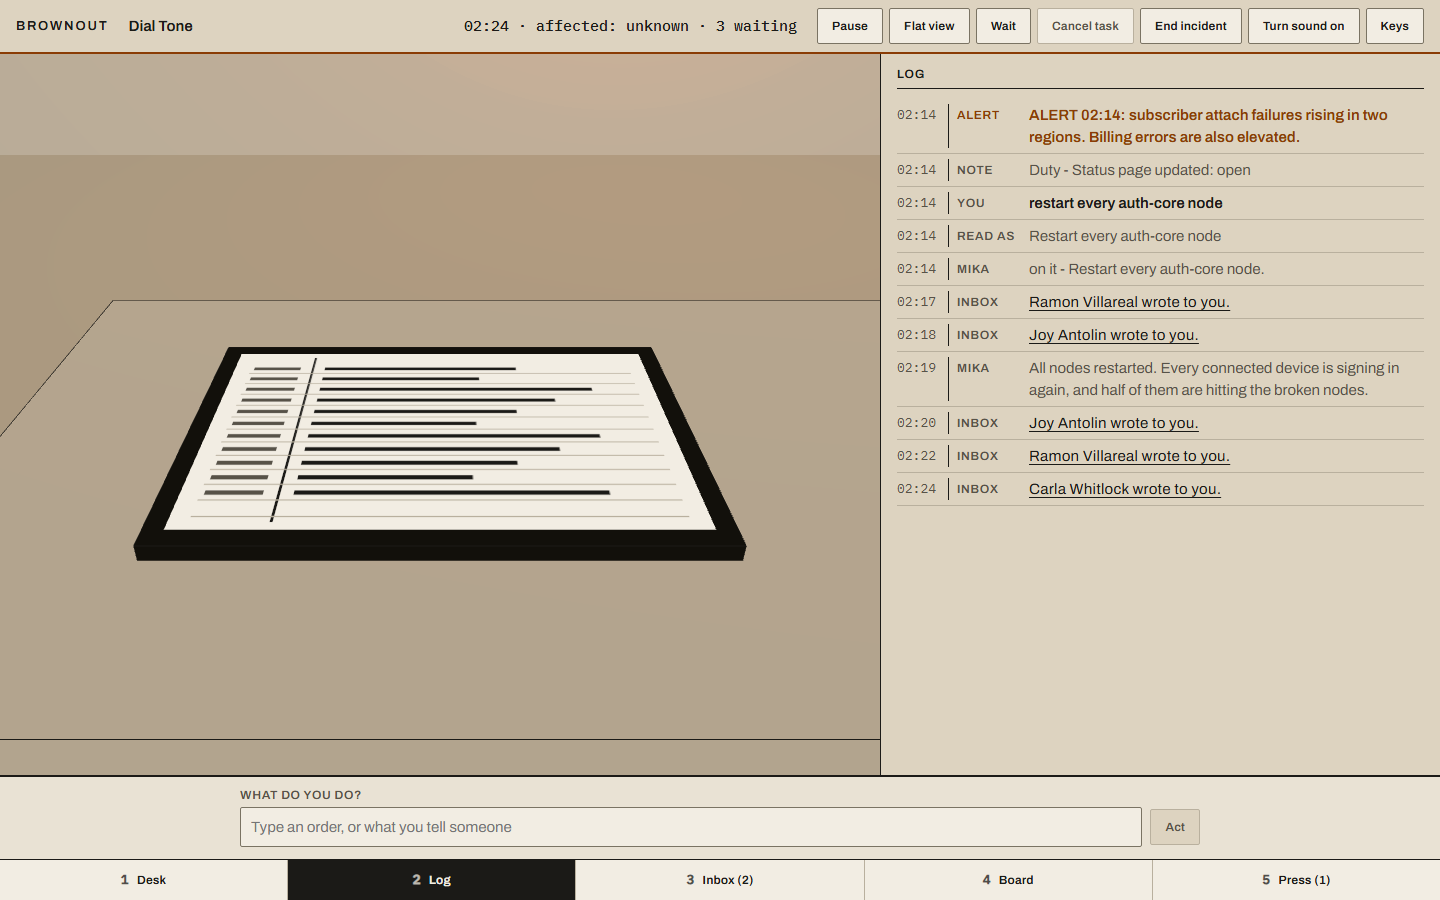 BROWNOUT Dial Tone 02:24 · affected: unknown · 3 waiting Pause Flat view Wait Cancel task End incident Turn sound on Keys
LOG
02:14 ALERT ALERT 02:14: subscriber attach failures rising in two
regions. Billing errors are also elevated.
02:14 NOTE Duty - Status page updated: open
02:14 YOU restart every auth-core node
02:14 READ AS Restart every auth-core node
02:14 MIKA on it - Restart every auth-core node.
02:17 INBOX Ramon Villareal wrote to you.
02:18 INBOX Joy Antolin wrote to you.
02:19 MIKA All nodes restarted. Every connected device is signing in
again, and half of them are hitting the broken nodes.
02:20 INBOX Joy Antolin wrote to you.
02:22 INBOX Ramon Villareal wrote to you.
02:24 INBOX Carla Whitlock wrote to you.
WHAT DO YOU DO?
Type an order, or what you tell someone Act
1 Desk 2 Log 3 Inbox (2) 4 Board 5 Press (1)